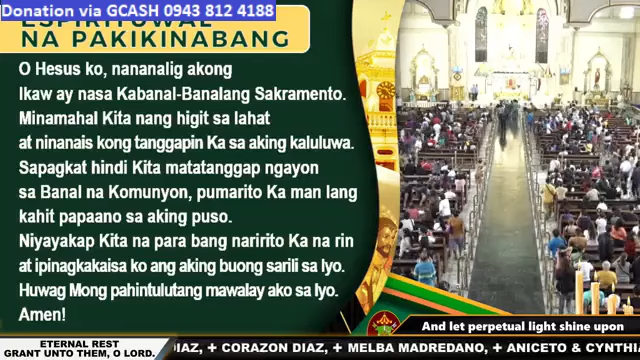 Donation via GCASH 0943 812 4188
ESPIRITUWAL
NA PAKIKINABANG
O Hesus ko, nananalig akong
Ikaw ay nasa Kabanal-Banalang Sakramento.
Minamahal Kita nang higit sa lahat
at ninanais kong tanggapin Ka sa aking kaluluwa.
Sapagkat hindi Kita matatanggap ngayon
sa Banal na Komunyon, pumarito Ka man lang
kahit papaano sa aking puso.
Niyayakap Kita na para bang naririto Ka na rin
at ipinagkakaisa ko ang aking buong sarili sa Iyo.
Huwag Mong pahintulutang mawalay ako sa Iyo.
Amen!
And let perpetual light shine upon
ETERNAL REST
GRANT UNTO THEM, O LORD.
IAZ, + CORAZON DIAZ, + MELBA MADREDANO, + ANICETO & CYNTHI